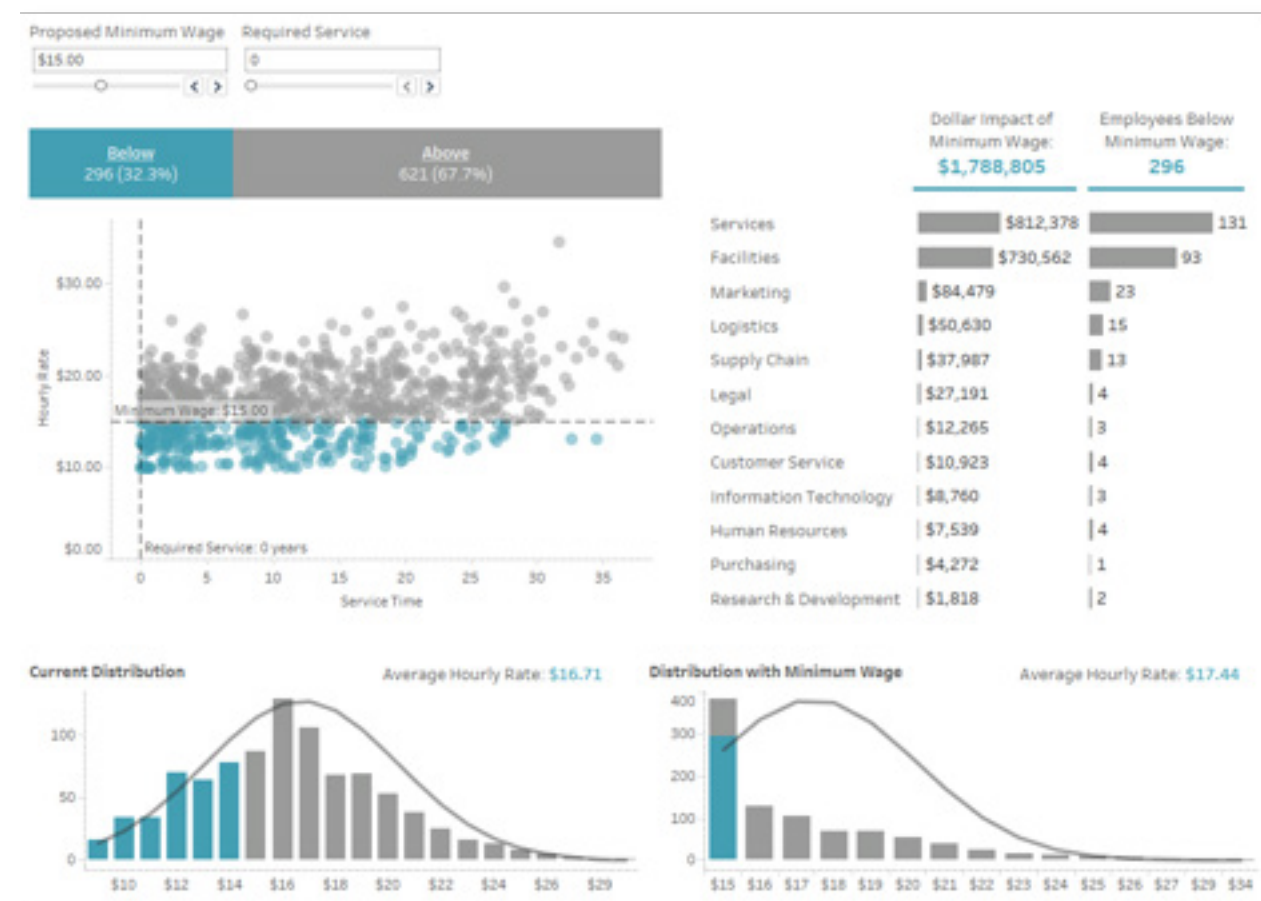 Proposed Minimum Wage Required Service
$15.00 0
Dollar Impact of Minimum Wage: $1,788,805
Employees Below Minimum Wage: 296
Below
296 (32.3%)
Above
621 (67.7%)
Services $812,378 131
Facilities $730,562 93
Marketing $84,479 23
Logistics $50,630 15
Supply Chain $37,987 13
Legal $27,191 4
Operations $12,265 3
Customer Service $10,923 4
Information Technology $8,760 3
Human Resources $7,539 4
Purchasing $4,272 1
Research & Development $1,818 2
Hourly Rate
$30.00
$20.00
Minimum Wage: $15.00
$10.00
$0.00
Required Service: 0 years
0 5 10 15 20 25 30 35
Service Time
Current Distribution Average Hourly Rate: $16.71
100
50
0
$10 $12 $14 $16 $18 $20 $22 $24 $26 $29
Distribution with Minimum Wage Average Hourly Rate: $17.44
400
300
200
100
0
$15 $16 $17 $18 $19 $20 $21 $22 $23 $24 $25 $26 $27 $29 $34